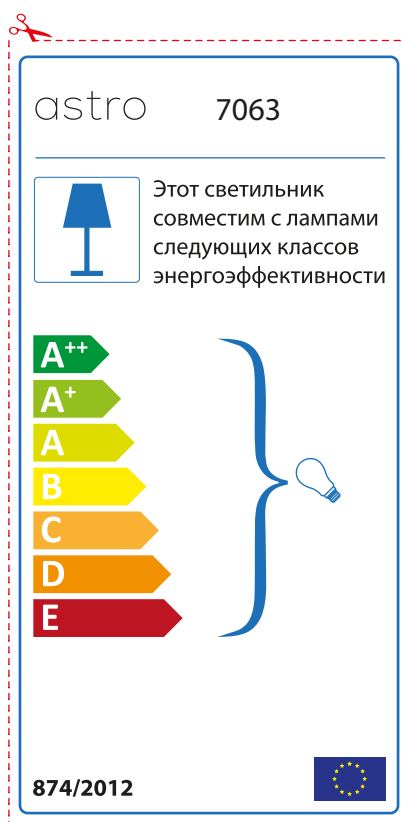 astro 7063
Этот светильник
совместим с лампами
следующих классов
энергоэффективности
A++
A+
A
B
C
D
E
874/2012